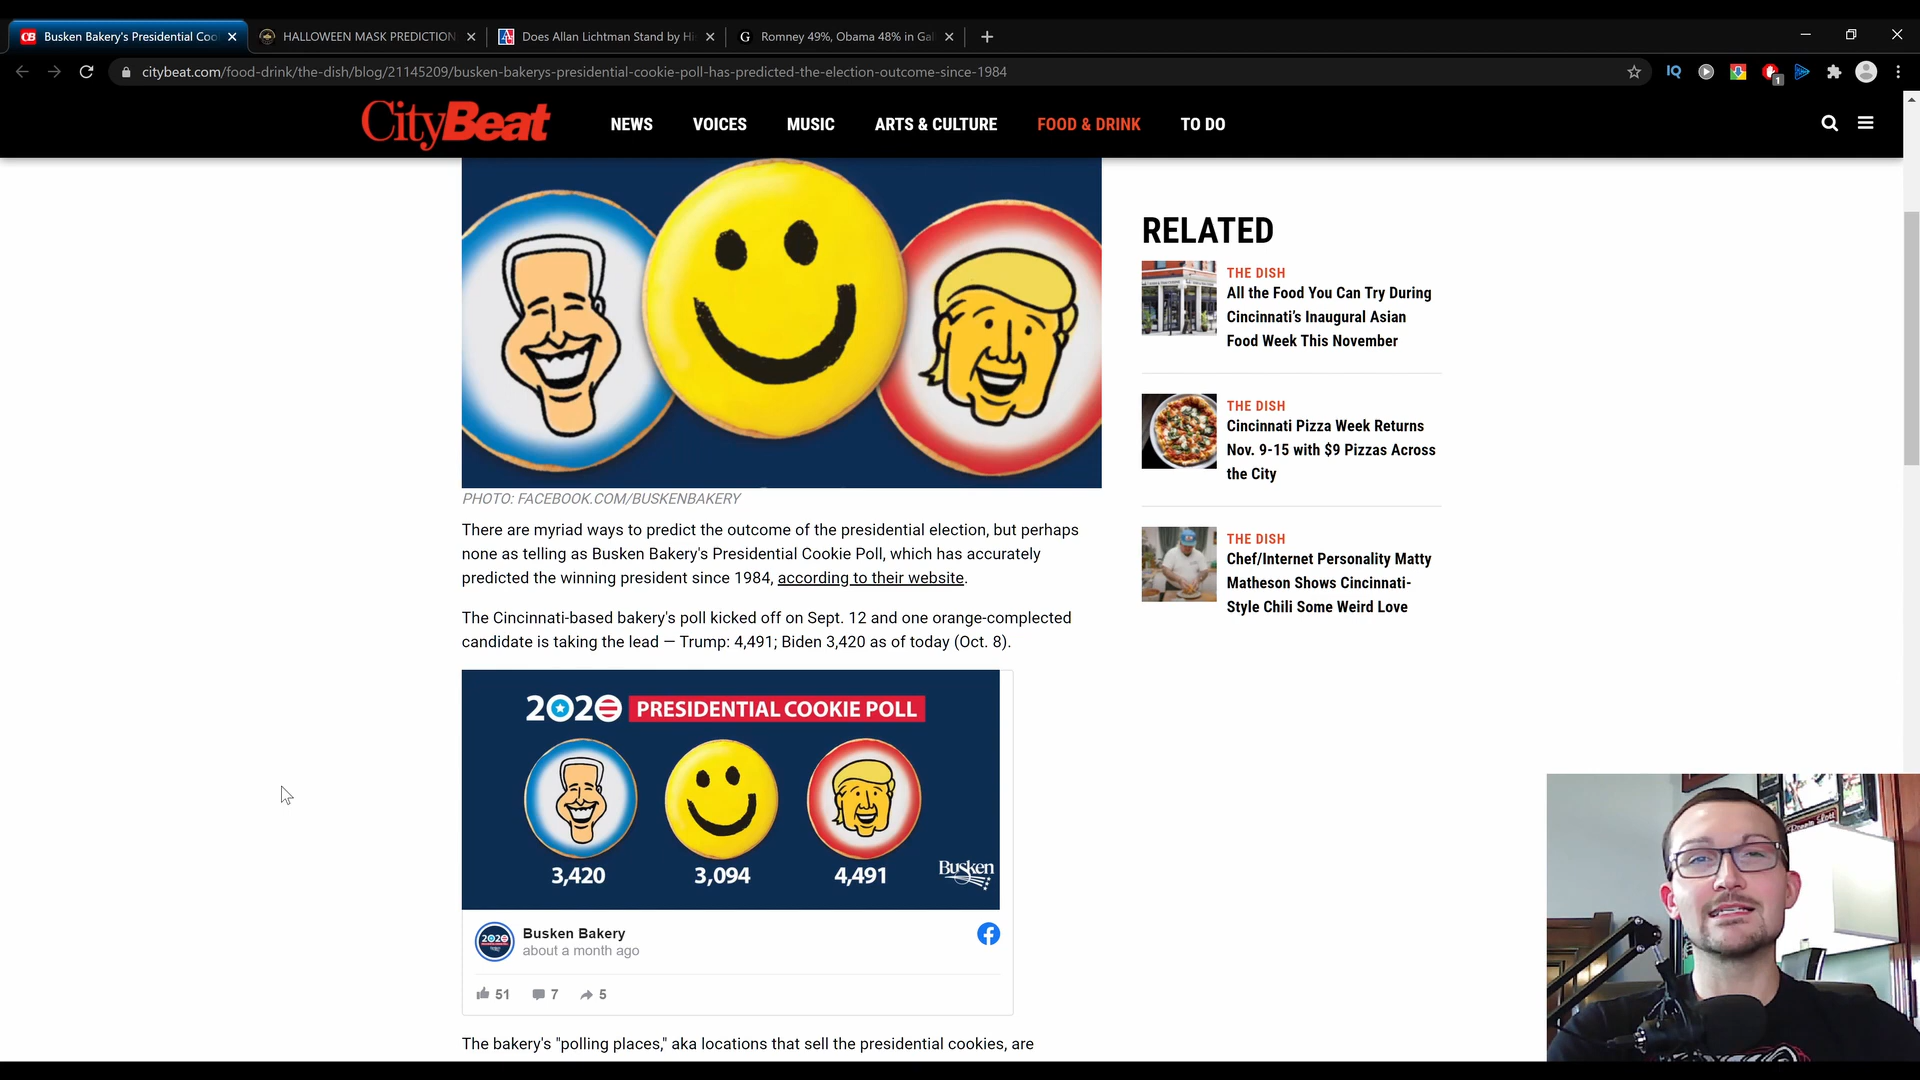 CB Busken Bakery's Presidential Coo
HALLOWEEN MASK PREDICTION
Does Allan Lichtman Stand by Hi
G Romney 49%, Obama 48% in Gal
citybeat.com/food-drink/the-dish/blog/21145209/busken-bakerys-presidential-cookie-poll-has-predicted-the-election-outcome-since-1984
IQ
1
CityBeat
NEWS VOICES MUSIC ARTS & CULTURE FOOD & DRINK TO DO
PHOTO: FACEBOOK.COM/BUSKENBAKERY
There are myriad ways to predict the outcome of the presidential election, but perhaps
none as telling as Busken Bakery's Presidential Cookie Poll, which has accurately
predicted the winning president since 1984, according to their website.
The Cincinnati-based bakery's poll kicked off on Sept. 12 and one orange-complected
candidate is taking the lead — Trump: 4,491; Biden 3,420 as of today (Oct. 8).
2020 PRESIDENTIAL COOKIE POLL
3,420 3,094 4,491
Busken
2020
Busken Bakery
about a month ago
51 7 5
The bakery's "polling places," aka locations that sell the presidential cookies, are
RELATED
THE DISH
All the Food You Can Try During
Cincinnati's Inaugural Asian
Food Week This November
THE DISH
Cincinnati Pizza Week Returns
Nov. 9-15 with $9 Pizzas Across
the City
THE DISH
Chef/Internet Personality Matty
Matheson Shows Cincinnati-
Style Chili Some Weird Love